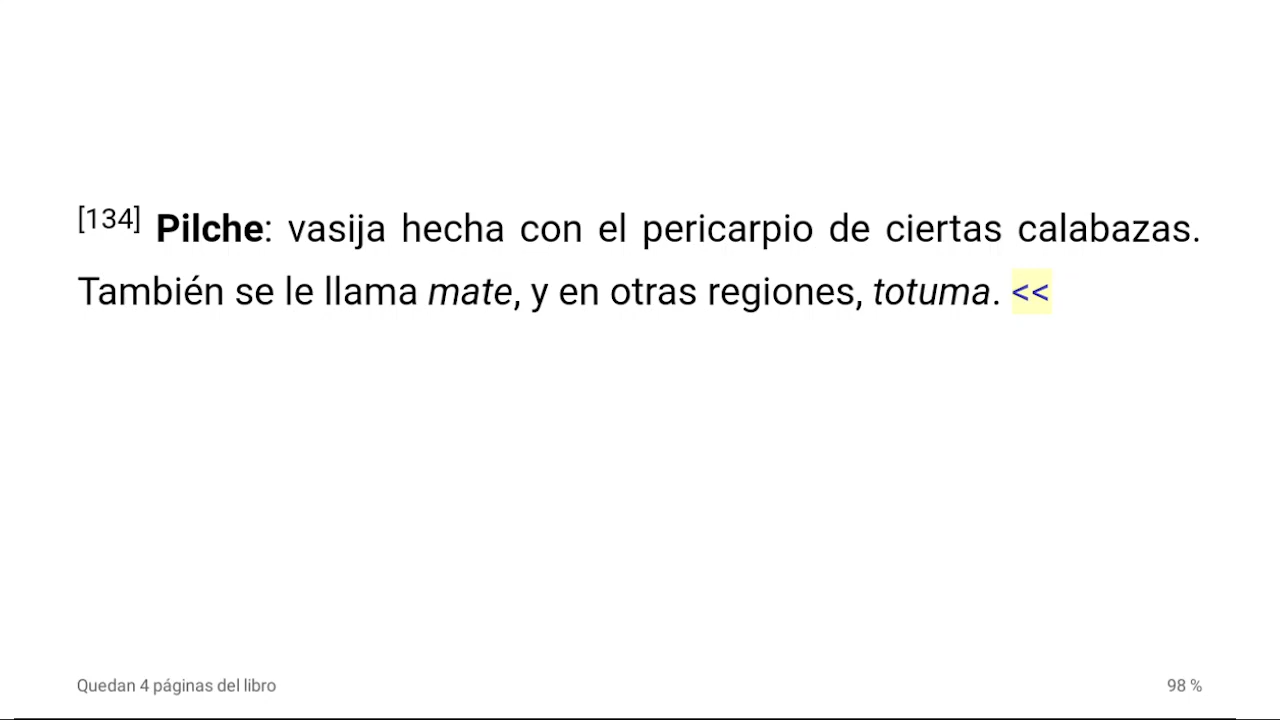 [134] Pilche: vasija hecha con el pericarpio de ciertas calabazas.
También se le llama mate, y en otras regiones, totuma. <<
Quedan 4 páginas del libro
98 %